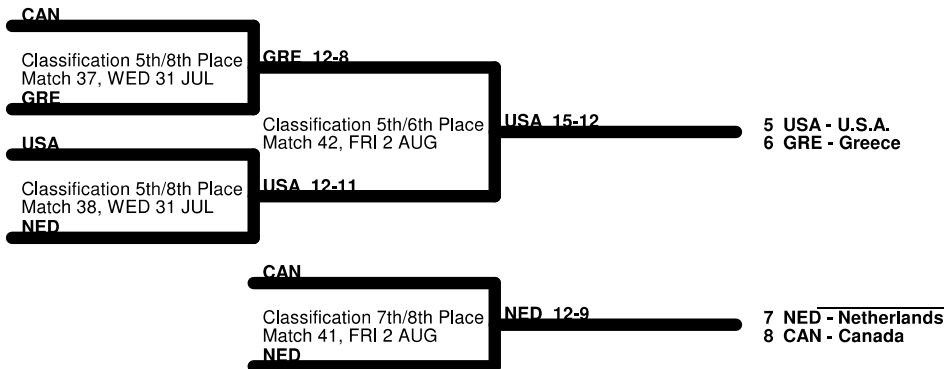 CAN
Classification 5th/8th Place
Match 37, WED 31 JUL
GRE
GRE 12-8
USA
Classification 5th/8th Place
Match 38, WED 31 JUL
NED
USA 12-11
Classification 5th/6th Place
Match 42, FRI 2 AUG
USA 15-12
5 USA - U.S.A.
6 GRE - Greece
CAN
Classification 7th/8th Place
Match 41, FRI 2 AUG
NED
NED 12-9
7 NED - Netherlands
8 CAN - Canada